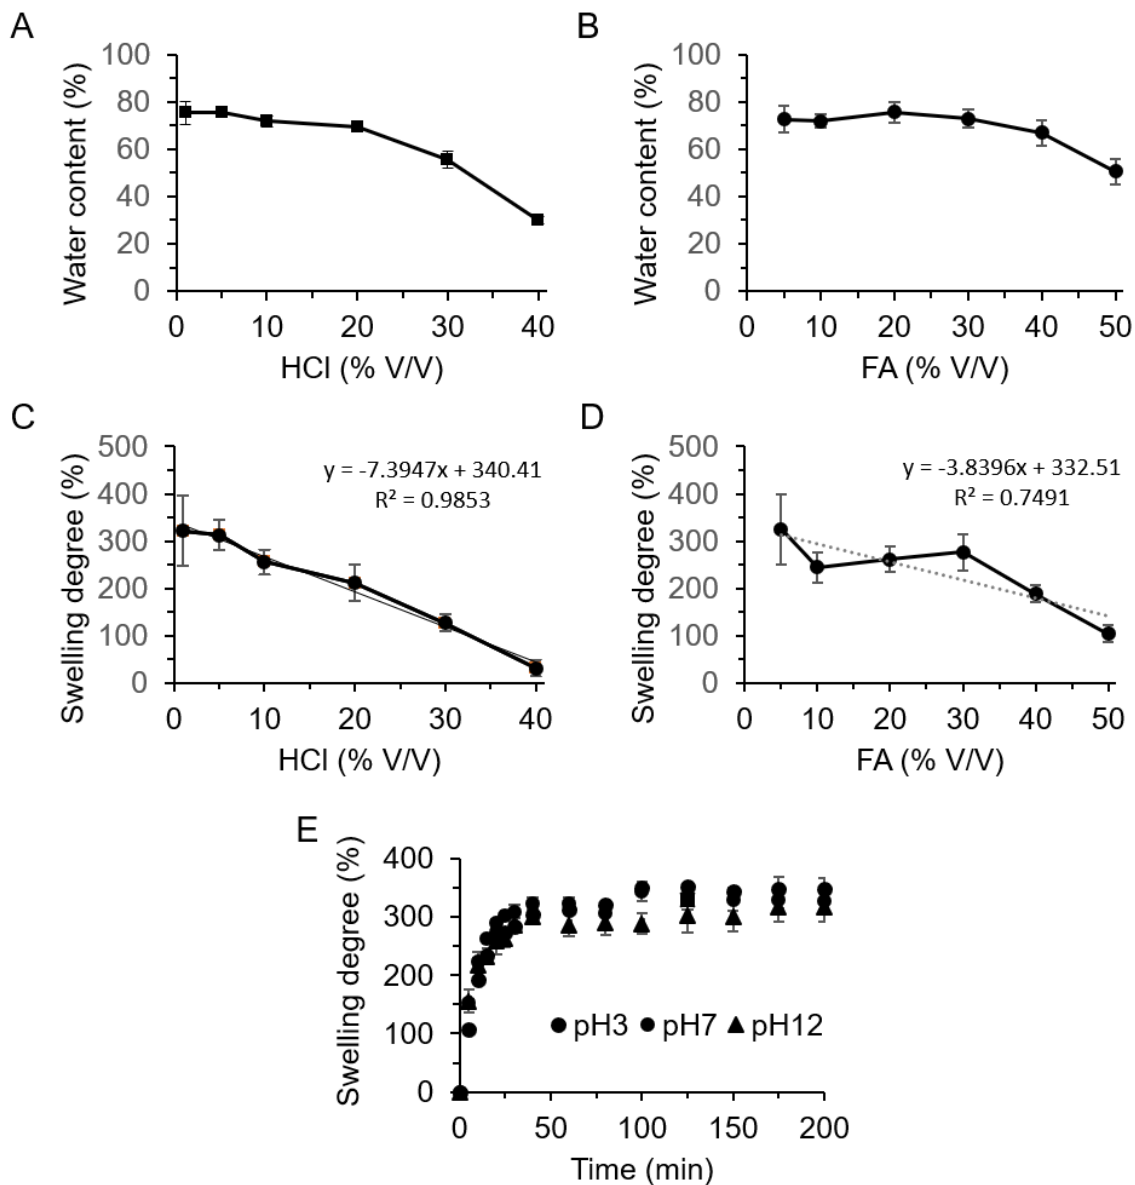 A
Water content (%)
100
80
60
40
20
0
0 10 20 30 40
HCl (% V/V)
B
Water content (%)
100
80
60
40
20
0
0 10 20 30 40 50
FA (% V/V)
C
Swelling degree (%)
500
400
300
200
100
0
y = -7.3947x + 340.41
R² = 0.9853
0 10 20 30 40
HCl (% V/V)
D
Swelling degree (%)
500
400
300
200
100
0
y = -3.8396x + 332.51
R² = 0.7491
0 10 20 30 40 50
FA (% V/V)
E
Swelling degree (%)
400
300
200
100
0
pH3 pH7 pH12
0 50 100 150 200
Time (min)